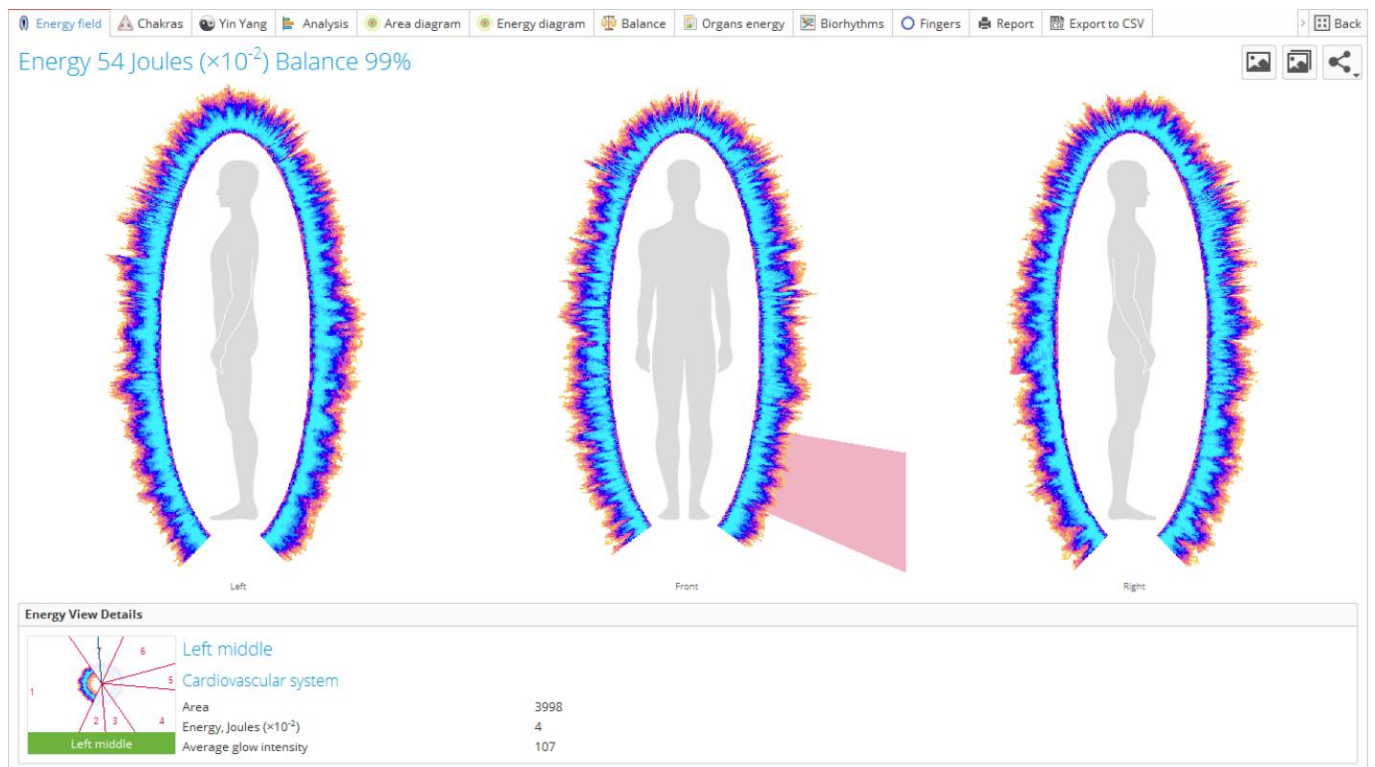 Energy field Chakras Yin Yang Analysis Area diagram Energy diagram Balance Organs energy Biorhythms Fingers Report Export to CSV Back
Energy 54 Joules (×10⁻²) Balance 99%
Left Front Right
Energy View Details
Left middle
Cardiovascular system
Area 3998
Energy, Joules (×10⁻²) 4
Average glow intensity 107
7 6
1 5
2 3 4
Left middle